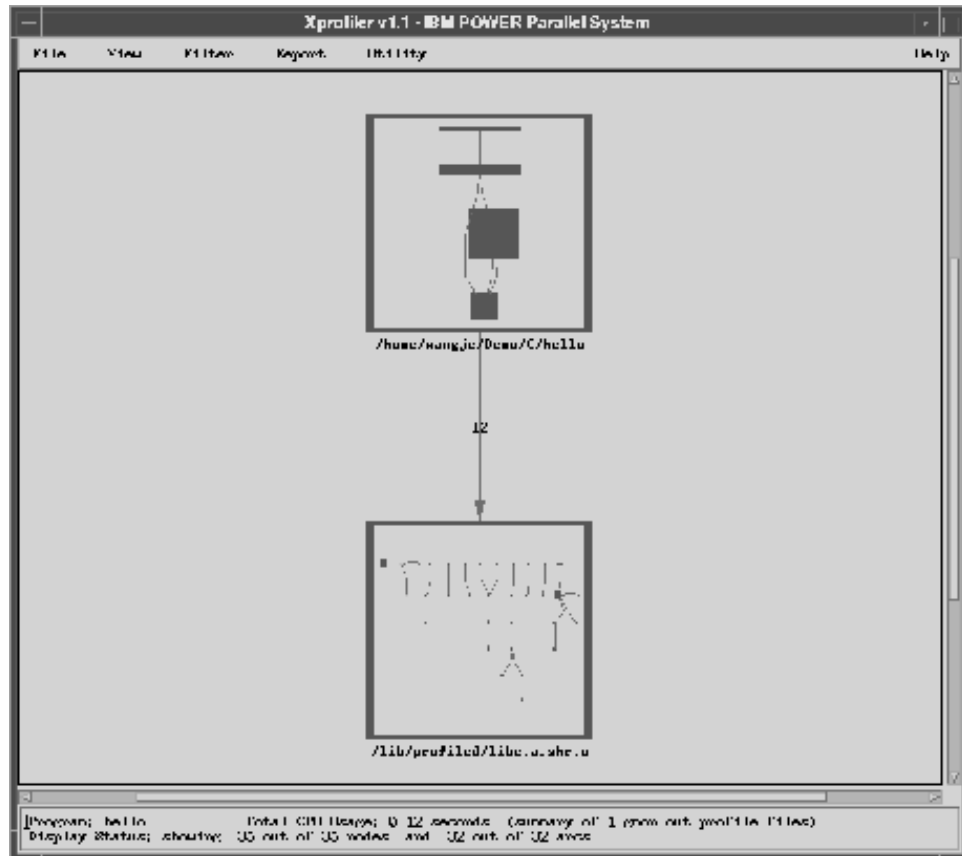 Xprofiler v1.1 - IBM POWER Parallel System
File View Filter Report Utility Help
/home/wangjc/Demo/C/hello
12
/lib/profiled/libc.a.shr.o
Program: hello Total CPU Usage: 0.12 seconds (summary of 1 gmon.out profile files)
Display Status: showing out of nodes and out of arcs